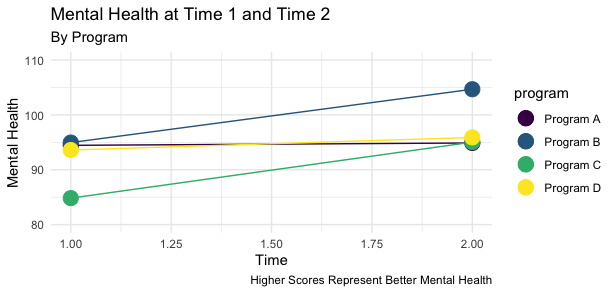 Mental Health at Time 1 and Time 2
By Program
110
100
90
80
Mental Health
1.00 1.25 1.50 1.75 2.00
Time
Higher Scores Represent Better Mental Health
program
Program A
Program B
Program C
Program D